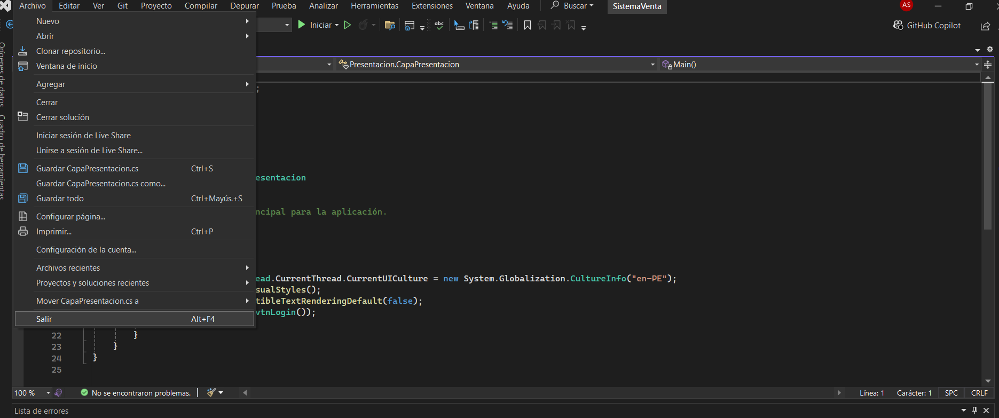 Archivo Editar Ver Git Proyecto Compilar Depurar Prueba Analizar Herramientas Extensiones Ventana Ayuda Buscar SistemaVenta AS
Iniciar abc GitHub Copilot
Orígenes de datos
Cuadro de herramientas
Presentacion.CapaPresentacion Main()
Nuevo
Abrir
Clonar repositorio...
Ventana de inicio
Agregar
Cerrar
Cerrar solución
Iniciar sesión de Live Share
Unirse a sesión de Live Share...
Guardar CapaPresentacion.cs Ctrl+S
Guardar CapaPresentacion.cs como...
Guardar todo Ctrl+Mayús.+S
Configurar página...
Imprimir... Ctrl+P
Configuración de la cuenta...
Archivos recientes
Proyectos y soluciones recientes
Mover CapaPresentacion.cs a
Salir Alt+F4
;
esentacion
ncipal para la aplicación.
ead.CurrentThread.CurrentUICulture = new System.Globalization.CultureInfo("en-PE");
sualStyles();
tibleTextRenderingDefault(false);
vtnLogin());
22 }
23 }
24 }
25
100 % No se encontraron problemas. Línea: 1 Carácter: 1 SPC CRLF
Lista de errores